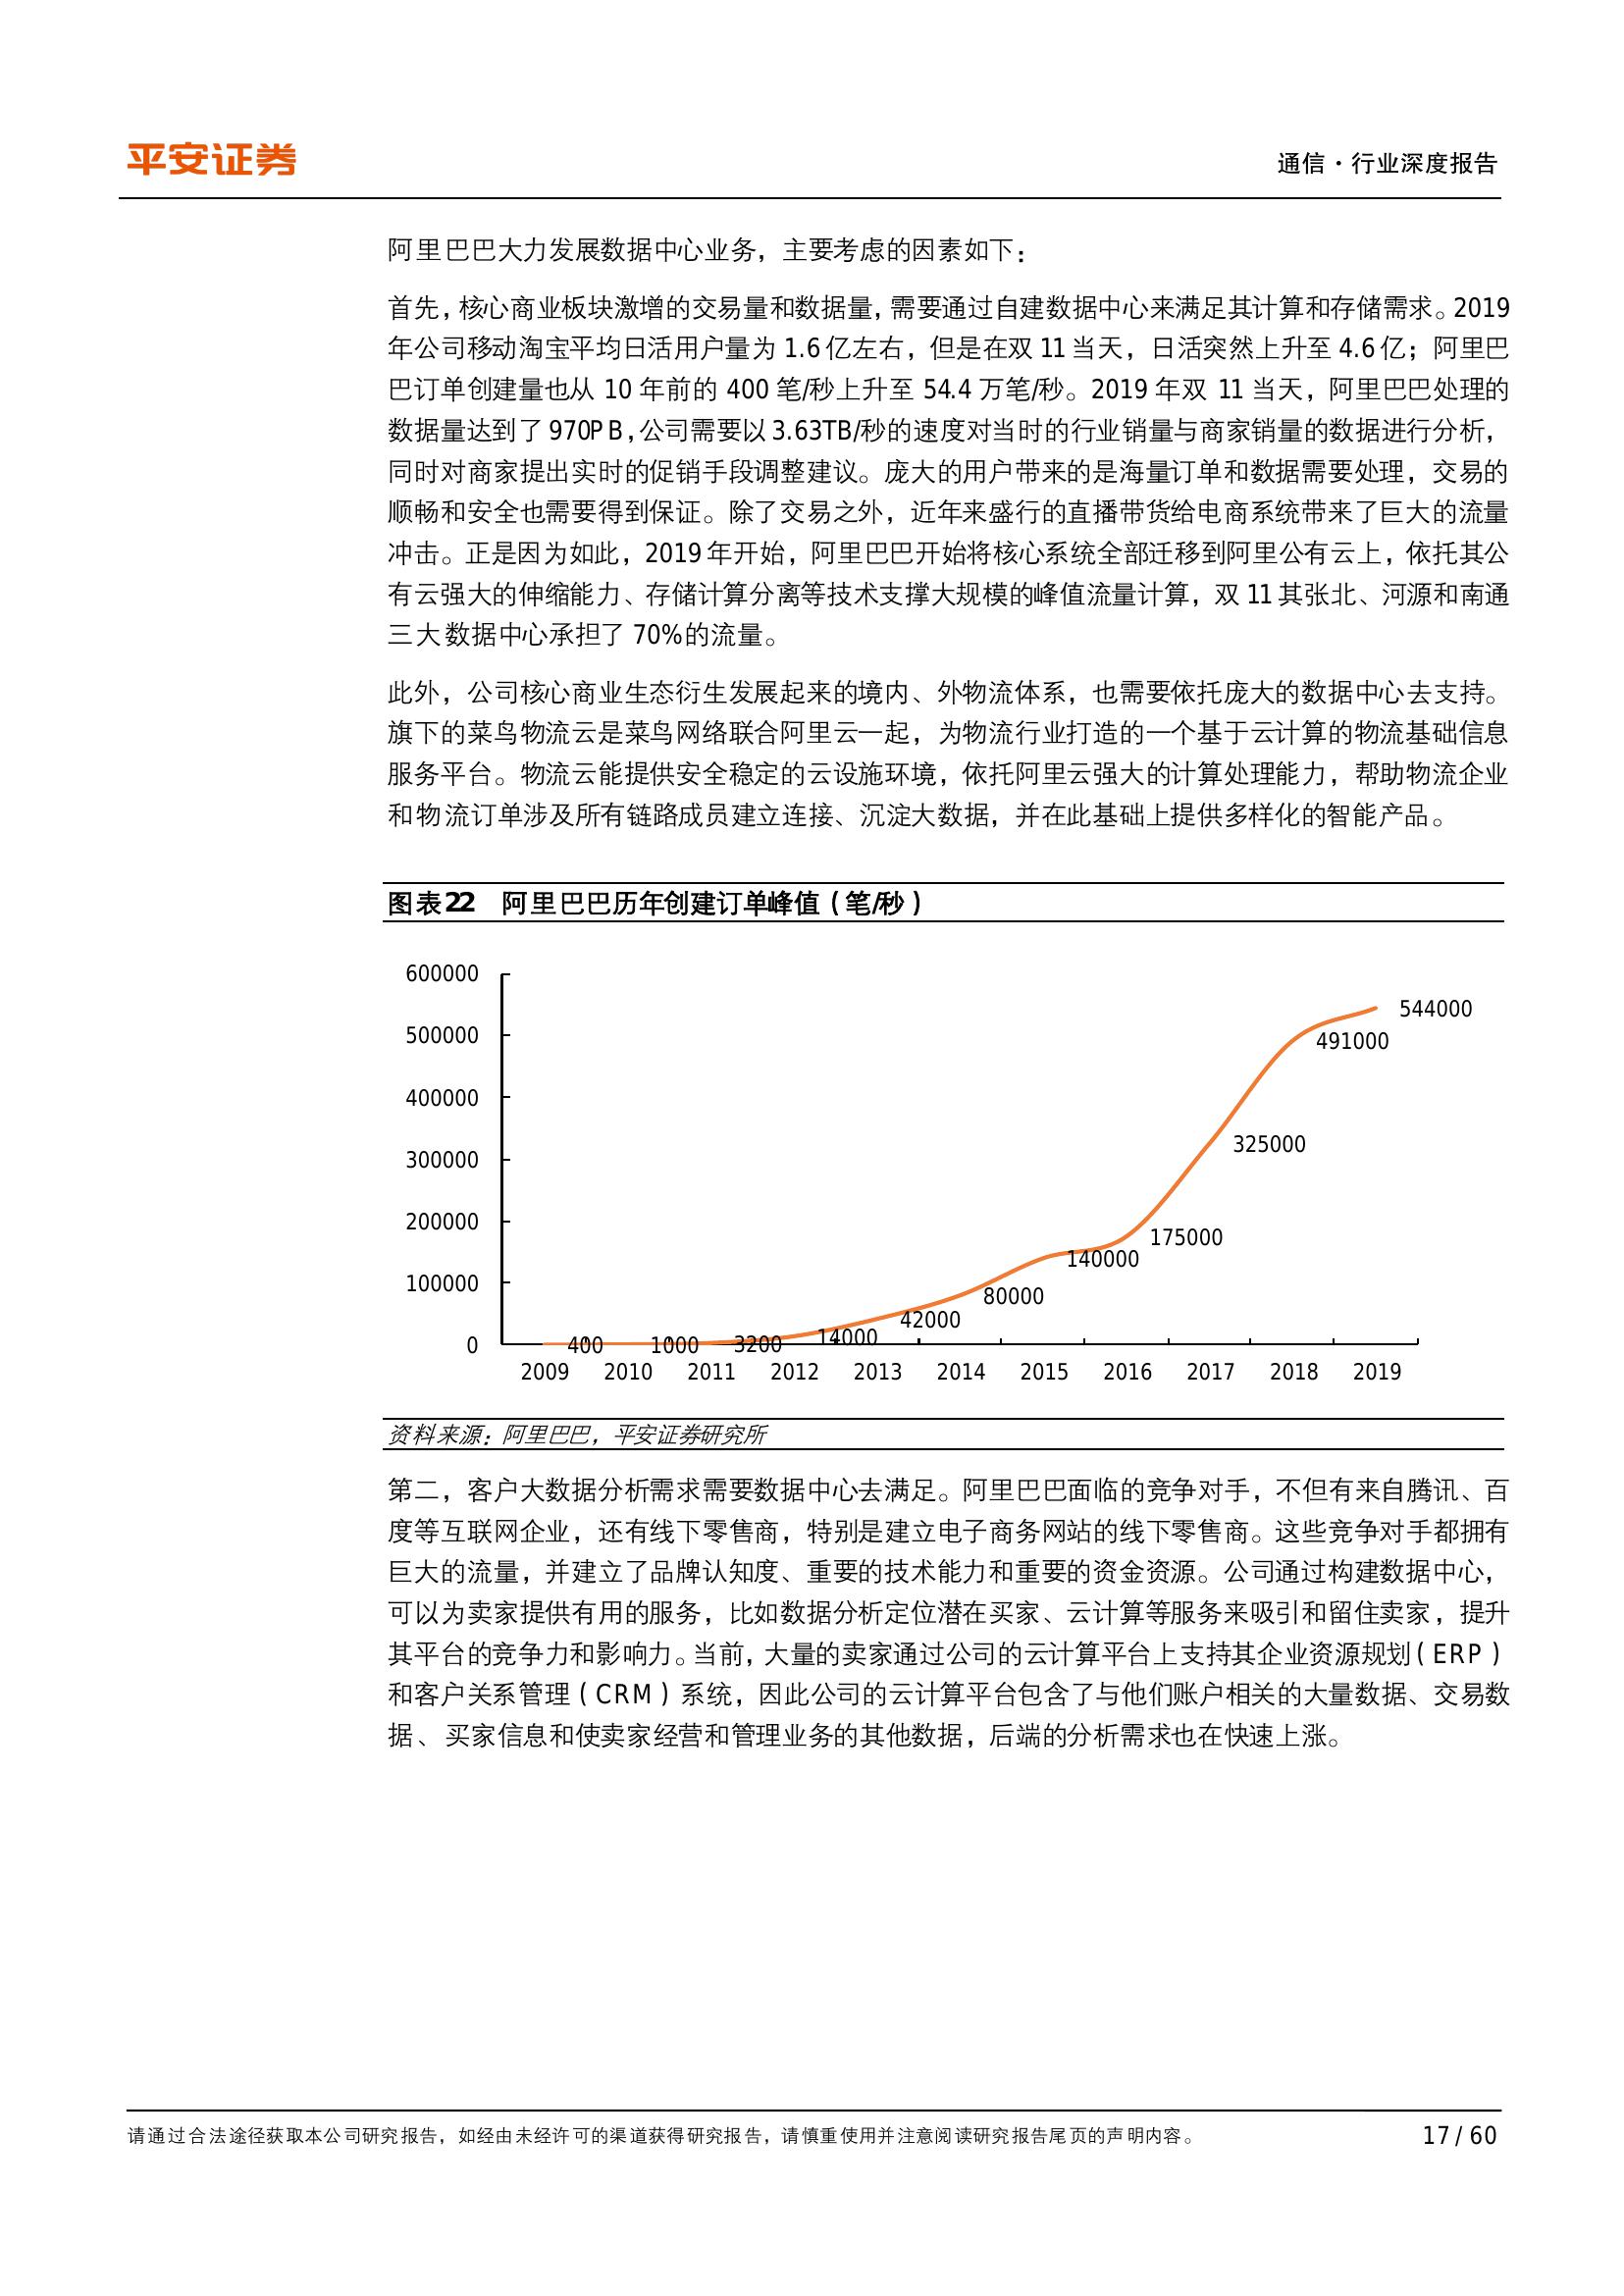 平安证券
通信·行业深度报告
阿里巴巴大力发展数据中心业务，主要考虑的因素如下：
首先，核心商业板块激增的交易量和数据量，需要通过自建数据中心来满足其计算和存储需求。2019
年公司移动淘宝平均日活用户量为 1.6 亿左右，但是在双 11 当天，日活突然上升至 4.6 亿；阿里巴
巴订单创建量也从 10 年前的 400 笔/秒上升至 54.4 万笔/秒。2019 年双 11 当天，阿里巴巴处理的
数据量达到了 970PB，公司需要以 3.63TB/秒的速度对当时的行业销量与商家销量的数据进行分析，
同时对商家提出实时的促销手段调整建议。庞大的用户带来的是海量订单和数据需要处理，交易的
顺畅和安全也需要得到保证。除了交易之外，近年来盛行的直播带货给电商系统带来了巨大的流量
冲击。正是因为如此，2019 年开始，阿里巴巴开始将核心系统全部迁移到阿里公有云上，依托其公
有云强大的伸缩能力、存储计算分离等技术支撑大规模的峰值流量计算，双 11 其张北、河源和南通
三大数据中心承担了 70%的流量。
此外，公司核心商业生态衍生发展起来的境内、外物流体系，也需要依托庞大的数据中心去支持。
旗下的菜鸟物流云是菜鸟网络联合阿里云一起，为物流行业打造的一个基于云计算的物流基础信息
服务平台。物流云能提供安全稳定的云设施环境，依托阿里云强大的计算处理能力，帮助物流企业
和物流订单涉及所有链路成员建立连接、沉淀大数据，并在此基础上提供多样化的智能产品。
图表22 阿里巴巴历年创建订单峰值（笔/秒）
600000
500000
400000
300000
200000
100000
0
400
1000
3200
14000
42000
80000
140000
175000
325000
491000
544000
2009 2010 2011 2012 2013 2014 2015 2016 2017 2018 2019
资料来源：阿里巴巴，平安证券研究所
第二，客户大数据分析需求需要数据中心去满足。阿里巴巴面临的竞争对手，不但有来自腾讯、百
度等互联网企业，还有线下零售商，特别是建立电子商务网站的线下零售商。这些竞争对手都拥有
巨大的流量，并建立了品牌认知度、重要的技术能力和重要的资金资源。公司通过构建数据中心，
可以为卖家提供有用的服务，比如数据分析定位潜在买家、云计算等服务来吸引和留住卖家，提升
其平台的竞争力和影响力。当前，大量的卖家通过公司的云计算平台上支持其企业资源规划（ERP）
和客户关系管理（CRM）系统，因此公司的云计算平台包含了与他们账户相关的大量数据、交易数
据、买家信息和使卖家经营和管理业务的其他数据，后端的分析需求也在快速上涨。
请通过合法途径获取本公司研究报告，如经由未经许可的渠道获得研究报告，请慎重使用并注意阅读研究报告尾页的声明内容。
17 / 60